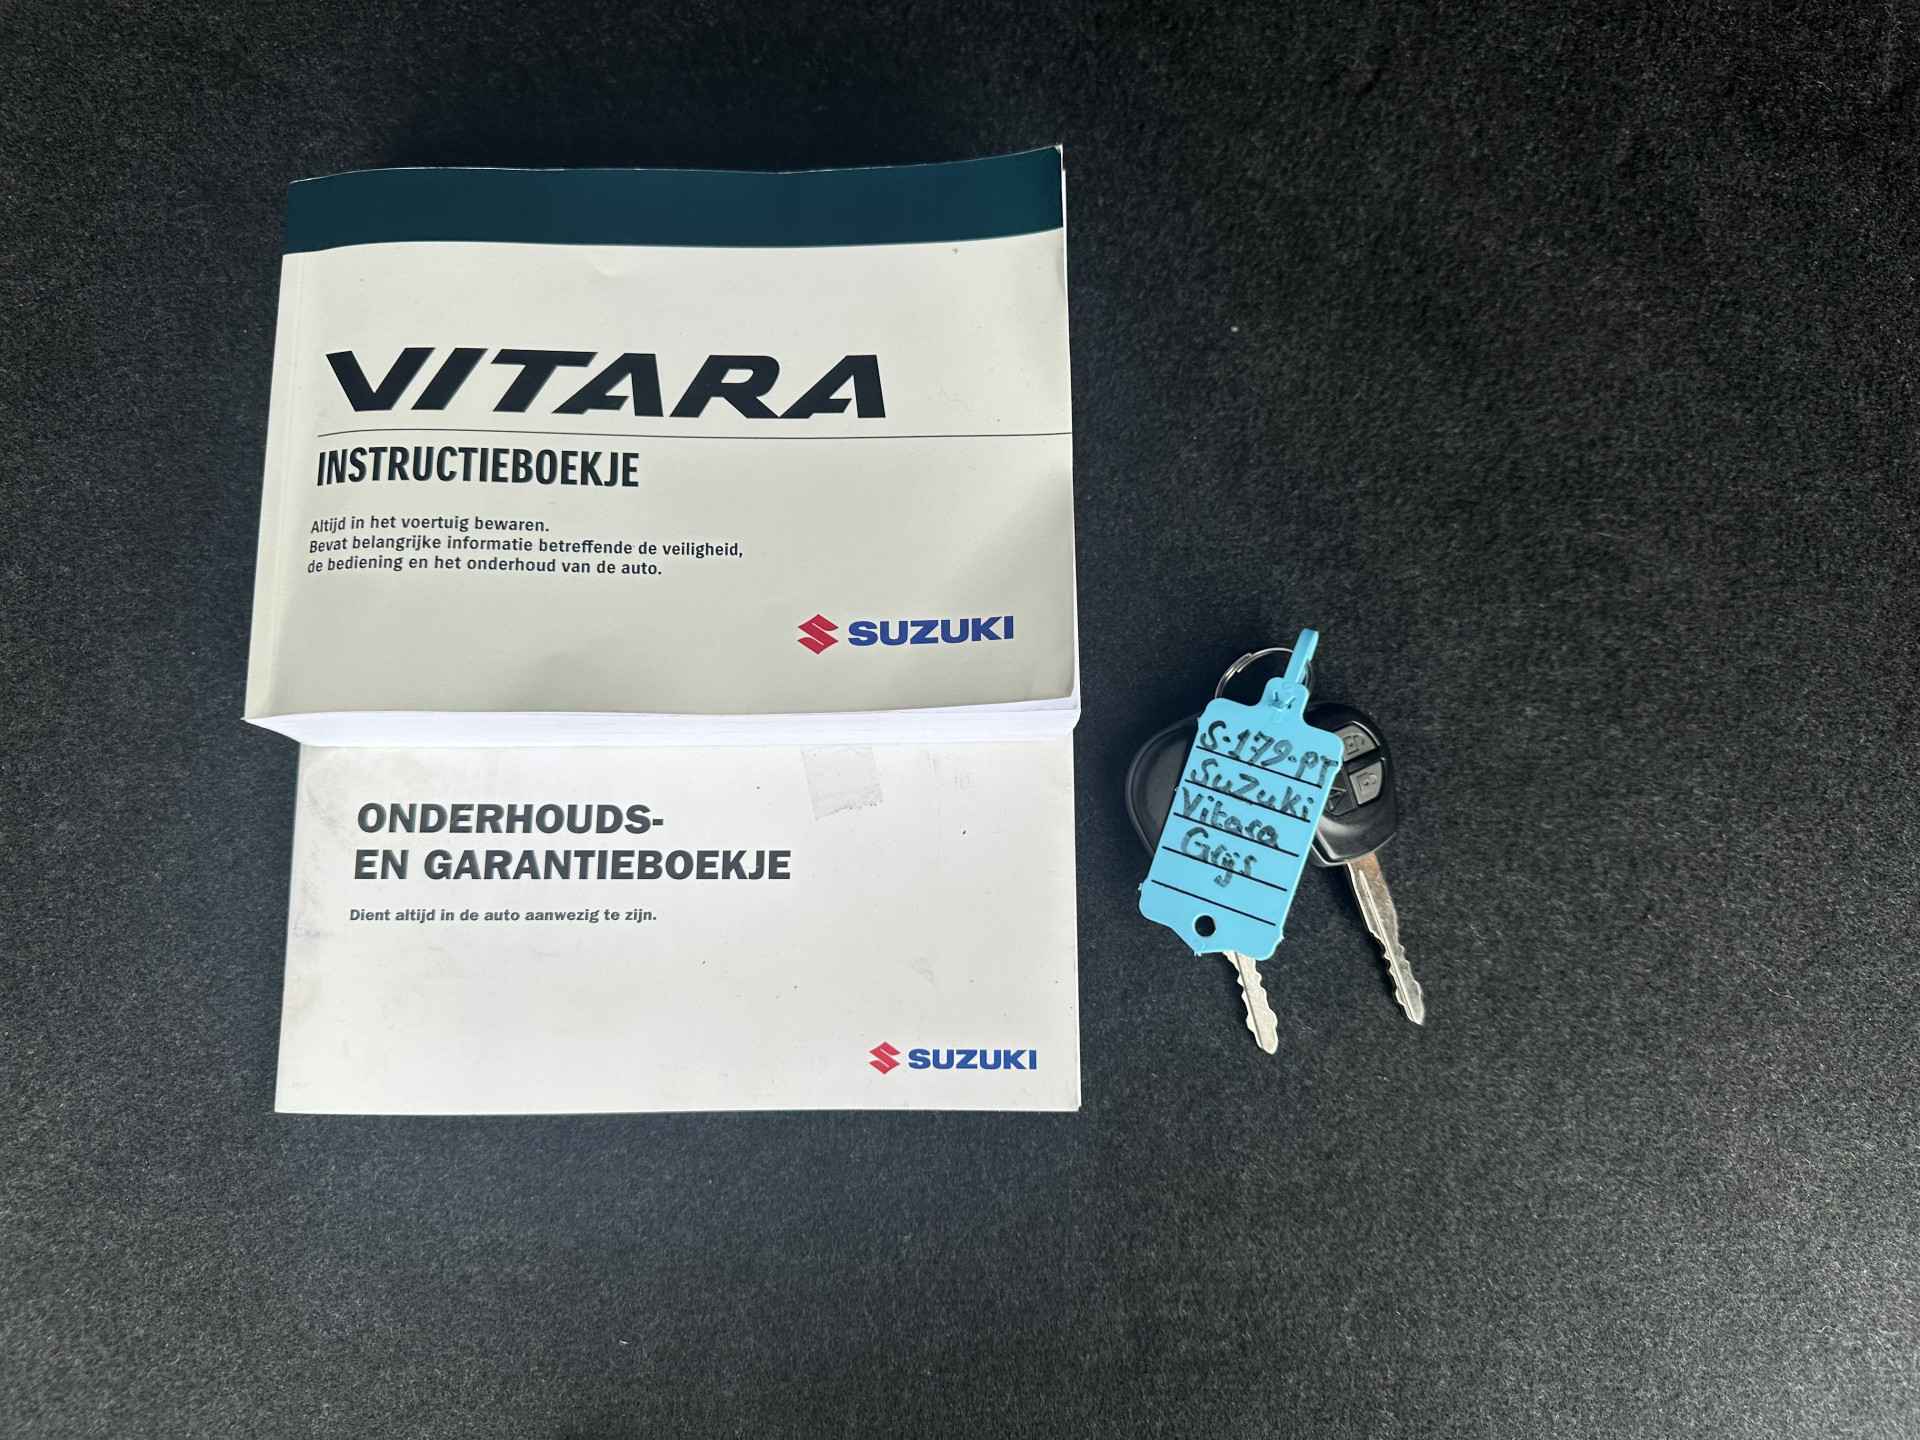 VITARA
INSTRUCTIEBOEKJE
Altijd in het voertuig bewaren.
Bevat belangrijke informatie betreffende de veiligheid,
de bediening en het onderhoud van de auto.
SUZUKI
ONDERHOUDS-
EN GARANTIEBOEKJE
Dient altijd in de auto aanwezig te zijn.
SUZUKI
S-179-PT
Suzuki
Vitara
Grijs